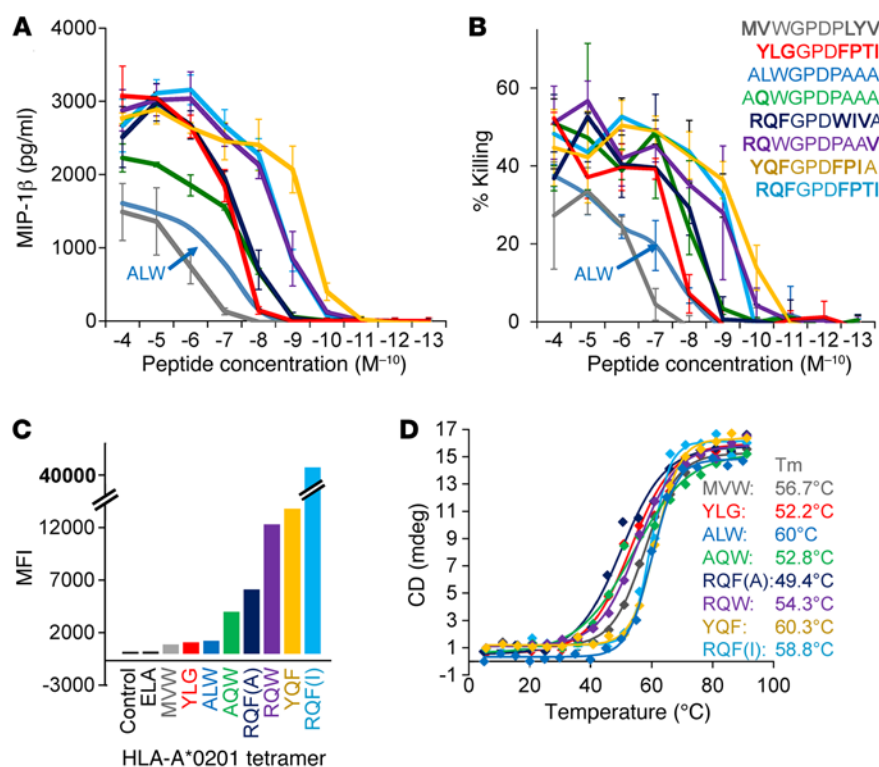 A
MIP-1β (pg/ml)
4000
3000
2000
1000
0
ALW
-4 -5 -6 -7 -8 -9 -10 -11 -12 -13
Peptide concentration (M⁻¹⁰)
B
% Killing
60
40
20
0
ALW
-4 -5 -6 -7 -8 -9 -10 -11 -12 -13
Peptide concentration (M⁻¹⁰)
MVWGPDPLYV
YLGGPDFPTI
ALWGPDPAAA
AQWGPDPAAA
RQFGPDWIVA
RQWGPDPAAV
YQFGPDFPIA
RQFGPDFPTI
C
MFI
40000
12000
7000
2000
-3000
Control
ELA
MVW
YLG
ALW
AQW
RQF(A)
RQW
YQF
RQF(I)
HLA-A*0201 tetramer
D
CD (mdeg)
17
15
13
11
9
7
5
3
1
-1
0 20 40 60 80 100
Temperature (°C)
Tm
MVW: 56.7°C
YLG: 52.2°C
ALW: 60°C
AQW: 52.8°C
RQF(A): 49.4°C
RQW: 54.3°C
YQF: 60.3°C
RQF(I): 58.8°C